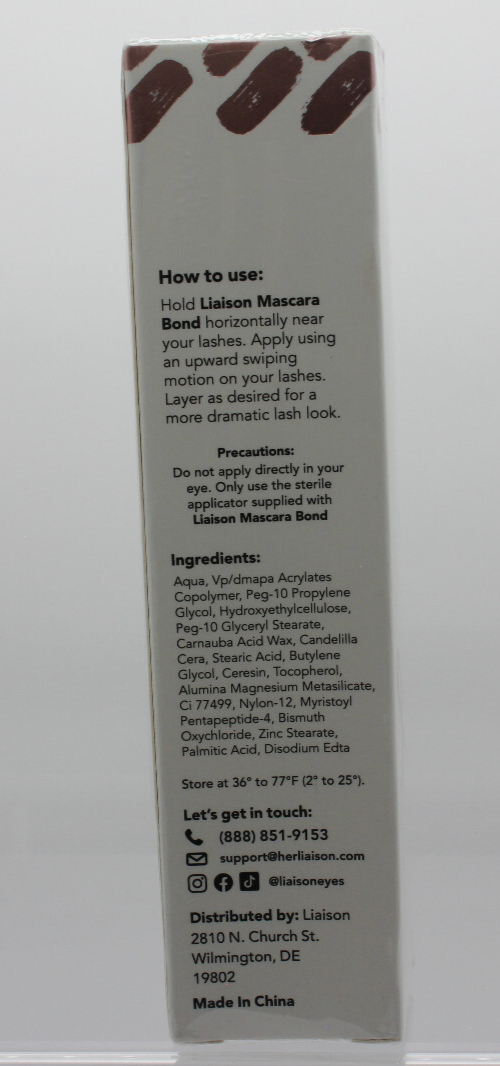 How to use:
Hold Liaison Mascara
Bond horizontally near
your lashes. Apply using
an upward swiping
motion on your lashes.
Layer as desired for a
more dramatic lash look.
Precautions:
Do not apply directly in your
eye. Only use the sterile
applicator supplied with
Liaison Mascara Bond
Ingredients:
Aqua, Vp/dmapa Acrylates
Copolymer, Peg-10 Propylene
Glycol, Hydroxyethylcellulose,
Peg-10 Glyceryl Stearate,
Carnauba Acid Wax, Candelilla
Cera, Stearic Acid, Butylene
Glycol, Ceresin, Tocopherol,
Alumina Magnesium Metasilicate,
Ci 77499, Nylon-12, Myristoyl
Pentapeptide-4, Bismuth
Oxychloride, Zinc Stearate,
Palmitic Acid, Disodium Edta
Store at 36° to 77°F (2° to 25°).
Let's get in touch:
(888) 851-9153
support@herliaison.com
@liaisoneyes
Distributed by: Liaison
2810 N. Church St.
Wilmington, DE
19802
Made In China